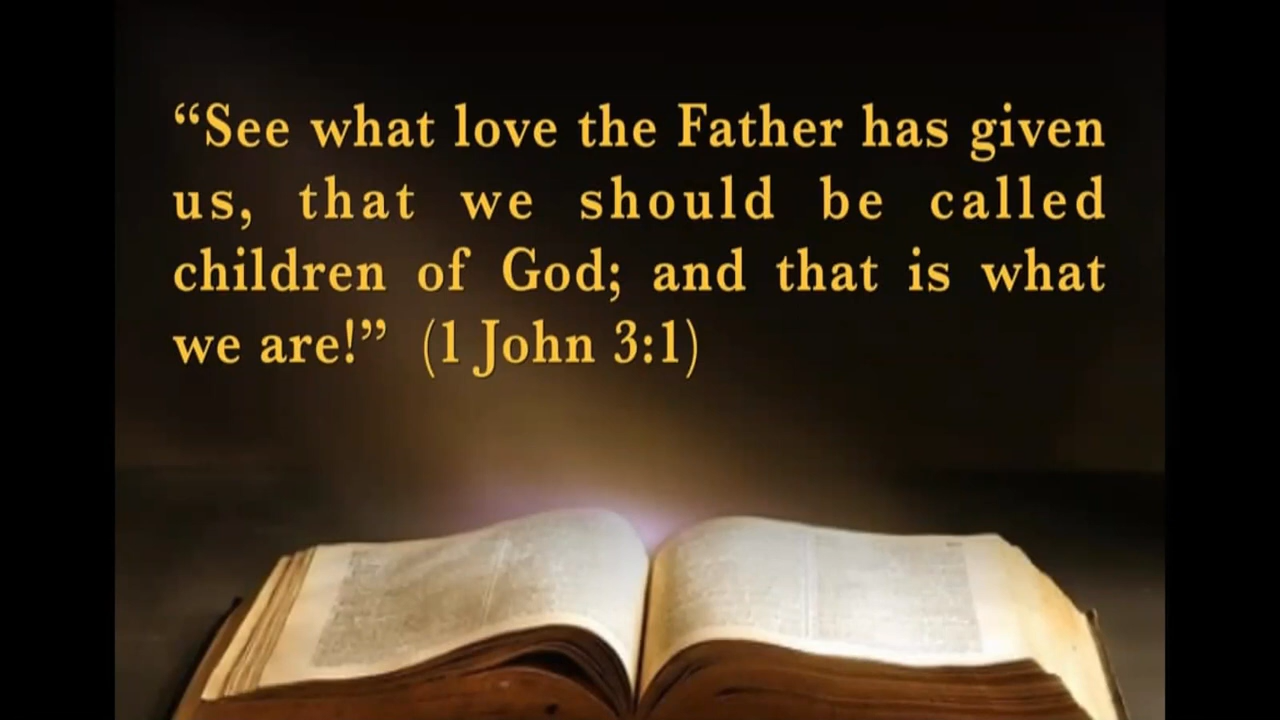 “See what love the Father has given
us, that we should be called
children of God; and that is what
we are!” (1 John 3:1)